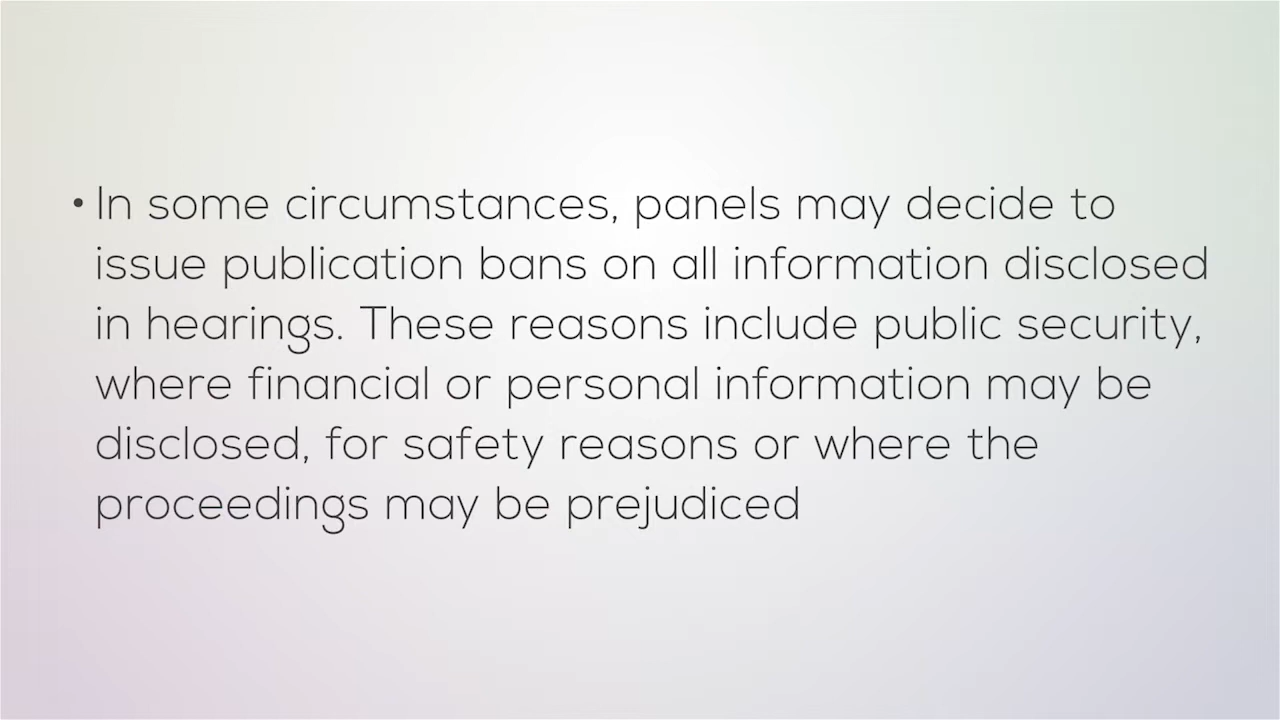 • In some circumstances, panels may decide to
issue publication bans on all information disclosed
in hearings. These reasons include public security,
where financial or personal information may be
disclosed, for safety reasons or where the
proceedings may be prejudiced